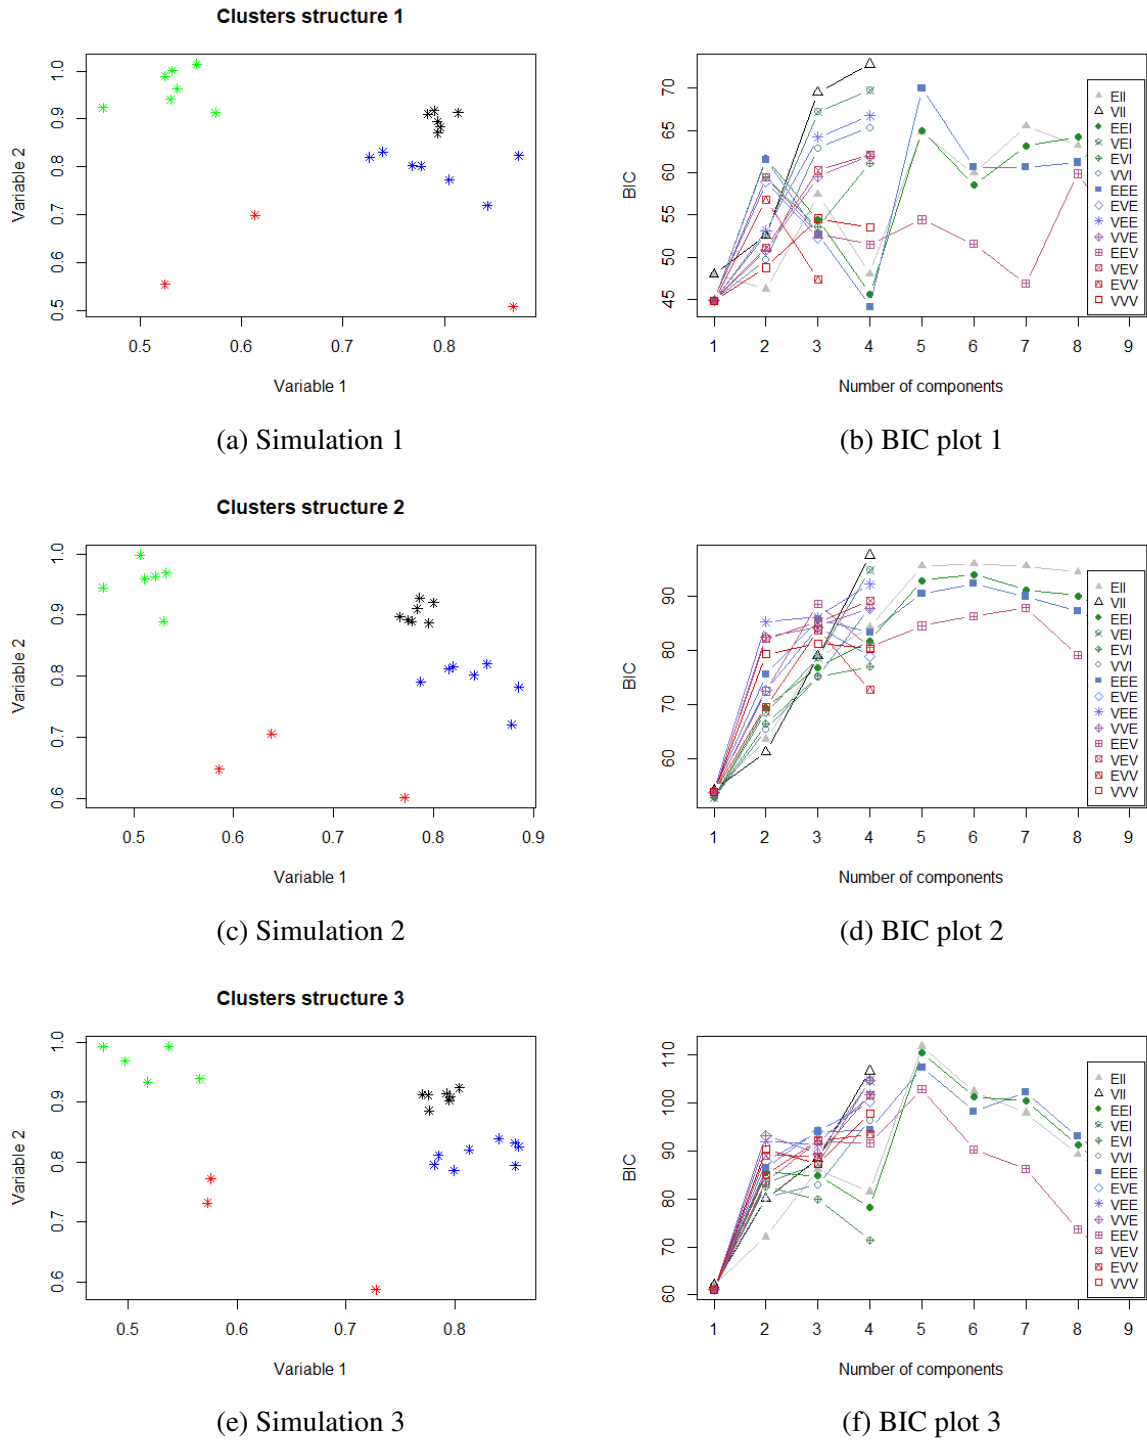 Clusters structure 1
Variable 2
1.0
0.9
0.8
0.7
0.6
0.5
0.5 0.6 0.7 0.8
Variable 1
BIC
70
65
60
55
50
45
1 2 3 4 5 6 7 8 9
Number of components
EII
VII
EEI
VEI
EVI
VVI
EEE
EVE
VEE
VVE
EEV
VEV
EVV
VVV
(a) Simulation 1
(b) BIC plot 1
Clusters structure 2
Variable 2
1.0
0.9
0.8
0.7
0.6
0.5 0.6 0.7 0.8 0.9
Variable 1
BIC
90
80
70
60
1 2 3 4 5 6 7 8 9
Number of components
EII
VII
EEI
VEI
EVI
VVI
EEE
EVE
VEE
VVE
EEV
VEV
EVV
VVV
(c) Simulation 2
(d) BIC plot 2
Clusters structure 3
Variable 2
1.0
0.9
0.8
0.7
0.6
0.5 0.6 0.7 0.8
Variable 1
BIC
110
100
90
80
70
60
1 2 3 4 5 6 7 8 9
Number of components
EII
VII
EEI
VEI
EVI
VVI
EEE
EVE
VEE
VVE
EEV
VEV
EVV
VVV
(e) Simulation 3
(f) BIC plot 3